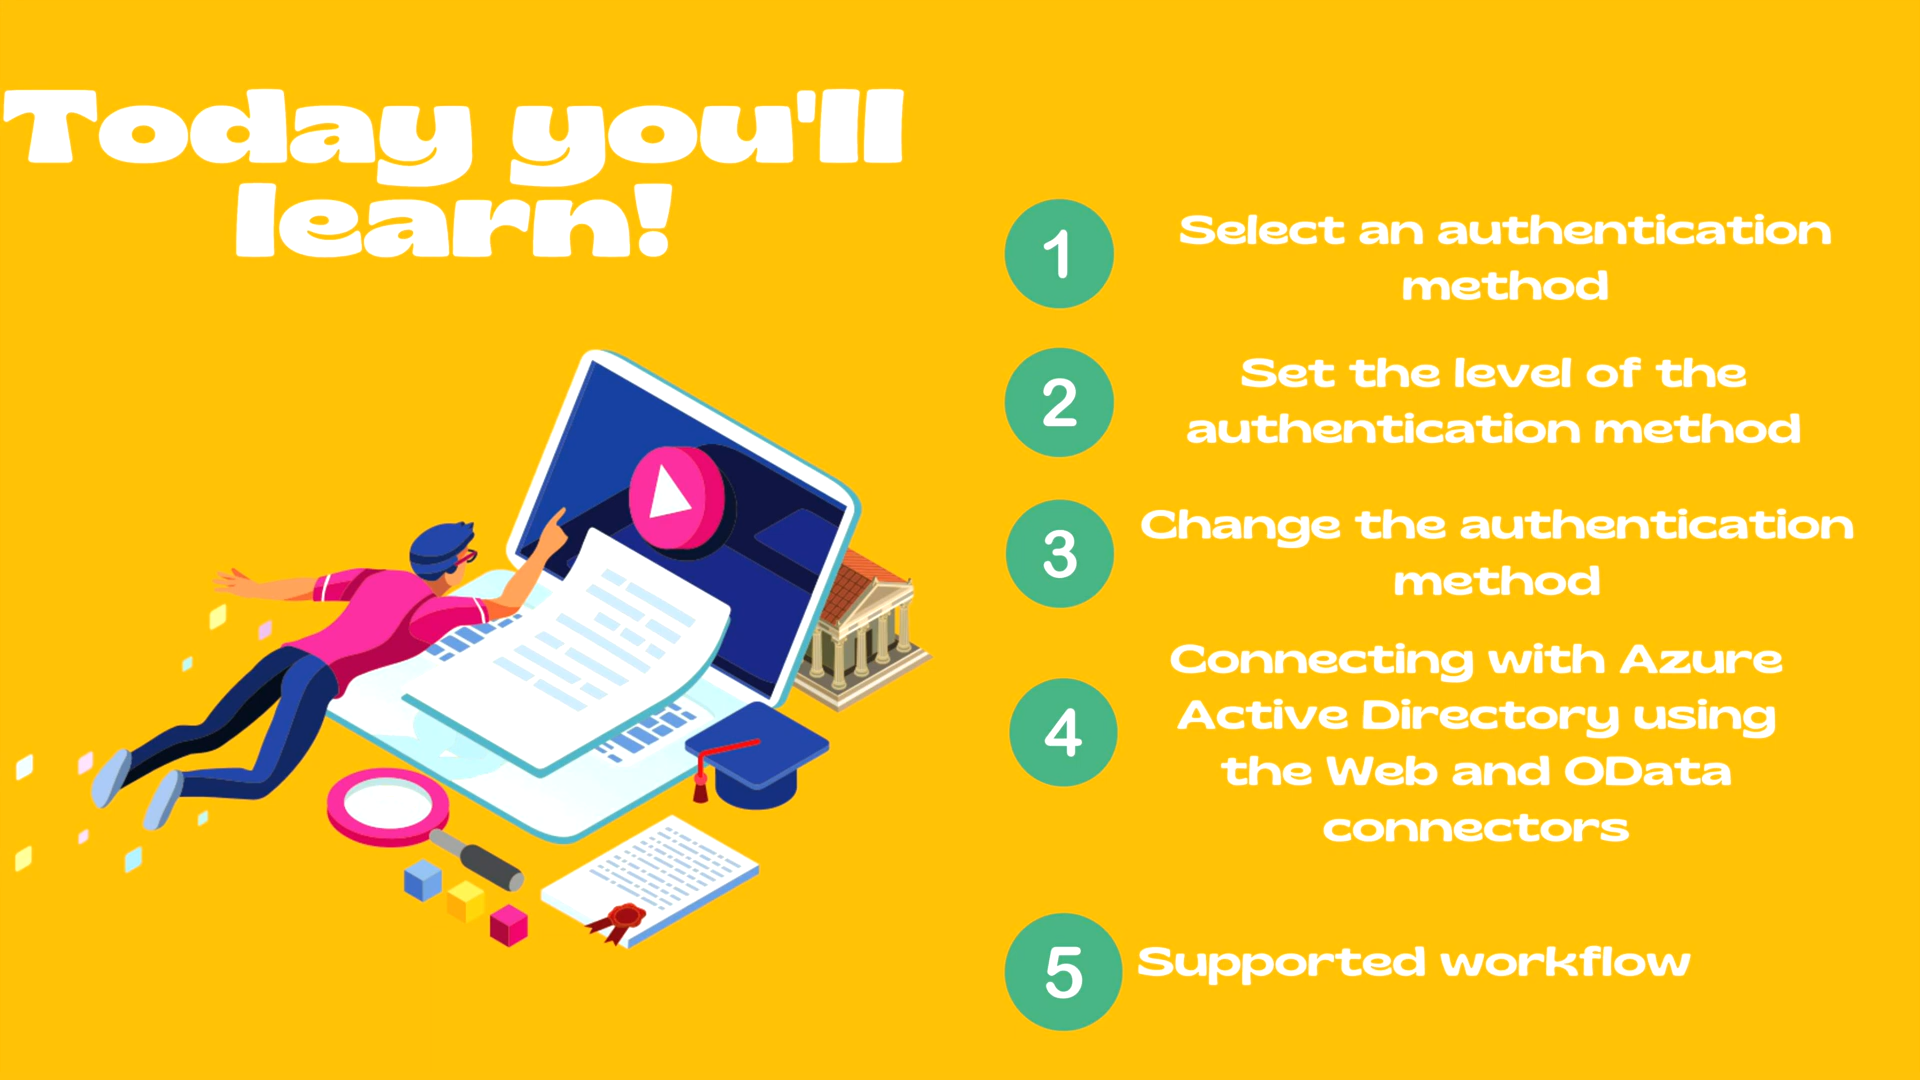 Today you'll
learn!
1
Select an authentication
method
2
Set the level of the
authentication method
3
Change the authentication
method
4
Connecting with Azure
Active Directory using
the Web and OData
connectors
5
Supported workflow